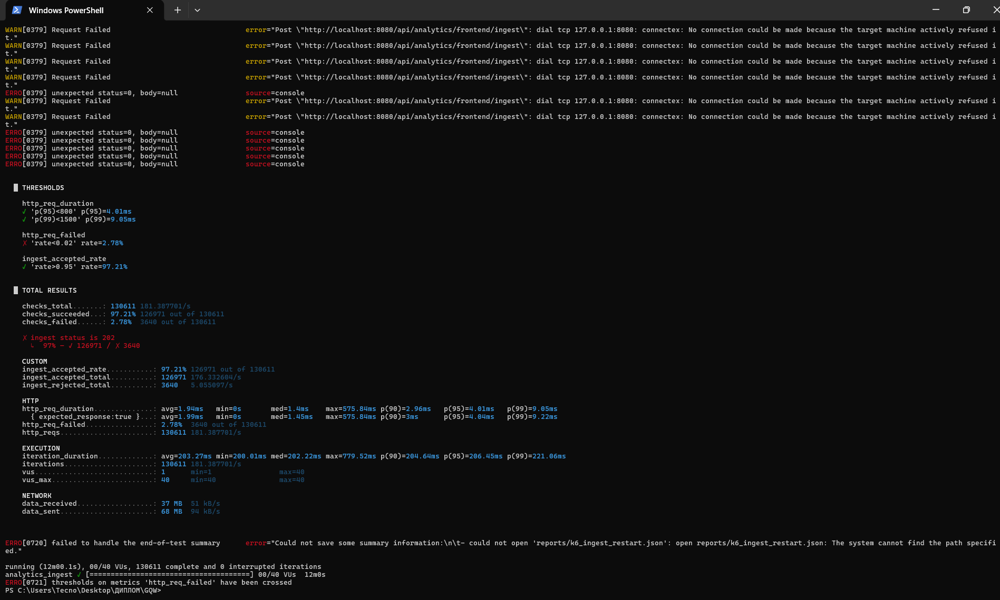 Windows PowerShell
WARN[0379] Request Failed error="Post \"http://localhost:8080/api/analytics/frontend/ingest\": dial tcp 127.0.0.1:8080: connectex: No connection could be made because the target machine actively refused i
t."
WARN[0379] Request Failed error="Post \"http://localhost:8080/api/analytics/frontend/ingest\": dial tcp 127.0.0.1:8080: connectex: No connection could be made because the target machine actively refused i
t."
WARN[0379] Request Failed error="Post \"http://localhost:8080/api/analytics/frontend/ingest\": dial tcp 127.0.0.1:8080: connectex: No connection could be made because the target machine actively refused i
t."
WARN[0379] Request Failed error="Post \"http://localhost:8080/api/analytics/frontend/ingest\": dial tcp 127.0.0.1:8080: connectex: No connection could be made because the target machine actively refused i
t."
ERRO[0379] unexpected status=0, body=null source=console
WARN[0379] Request Failed error="Post \"http://localhost:8080/api/analytics/frontend/ingest\": dial tcp 127.0.0.1:8080: connectex: No connection could be made because the target machine actively refused i
t."
WARN[0379] Request Failed error="Post \"http://localhost:8080/api/analytics/frontend/ingest\": dial tcp 127.0.0.1:8080: connectex: No connection could be made because the target machine actively refused i
t."
ERRO[0379] unexpected status=0, body=null source=console
ERRO[0379] unexpected status=0, body=null source=console
ERRO[0379] unexpected status=0, body=null source=console
ERRO[0379] unexpected status=0, body=null source=console
ERRO[0379] unexpected status=0, body=null source=console
█ THRESHOLDS
http_req_duration
✓ 'p(95)<800' p(95)=4.01ms
✓ 'p(99)<1500' p(99)=9.05ms
http_req_failed
✗ 'rate<0.02' rate=2.78%
ingest_accepted_rate
✓ 'rate>0.95' rate=97.21%
█ TOTAL RESULTS
checks_total.......: 130611 181.387701/s
checks_succeeded...: 97.21% 126971 out of 130611
checks_failed......: 2.78% 3640 out of 130611
✗ ingest status is 202
↳ 97% — ✓ 126971 / ✗ 3640
CUSTOM
ingest_accepted_rate...........: 97.21% 126971 out of 130611
ingest_accepted_total..........: 126971 176.332604/s
ingest_rejected_total..........: 3640 5.055097/s
HTTP
http_req_duration..............: avg=1.94ms min=0s med=1.4ms max=575.84ms p(90)=2.96ms p(95)=4.01ms p(99)=9.05ms
{ expected_response:true }...: avg=1.99ms min=0s med=1.45ms max=575.84ms p(90)=3ms p(95)=4.04ms p(99)=9.22ms
http_req_failed................: 2.78% 3640 out of 130611
http_reqs......................: 130611 181.387701/s
EXECUTION
iteration_duration.............: avg=203.27ms min=200.01ms med=202.22ms max=779.52ms p(90)=204.64ms p(95)=206.45ms p(99)=221.06ms
iterations.....................: 130611 181.387701/s
vus............................: 1 min=1 max=40
vus_max........................: 40 min=40 max=40
NETWORK
data_received..................: 37 MB 51 kB/s
data_sent......................: 68 MB 94 kB/s
ERRO[0720] failed to handle the end-of-test summary error="Could not save some summary information:\n\t- could not open 'reports/k6_ingest_restart.json': open reports/k6_ingest_restart.json: The system cannot find the path specifi
ed."
running (12m00.1s), 00/40 VUs, 130611 complete and 0 interrupted iterations
analytics_ingest ✓ [======================================] 00/40 VUs 12m0s
ERRO[0721] thresholds on metrics 'http_req_failed' have been crossed
PS C:\Users\Tecno\Desktop\ДИПЛОМ\GQW>